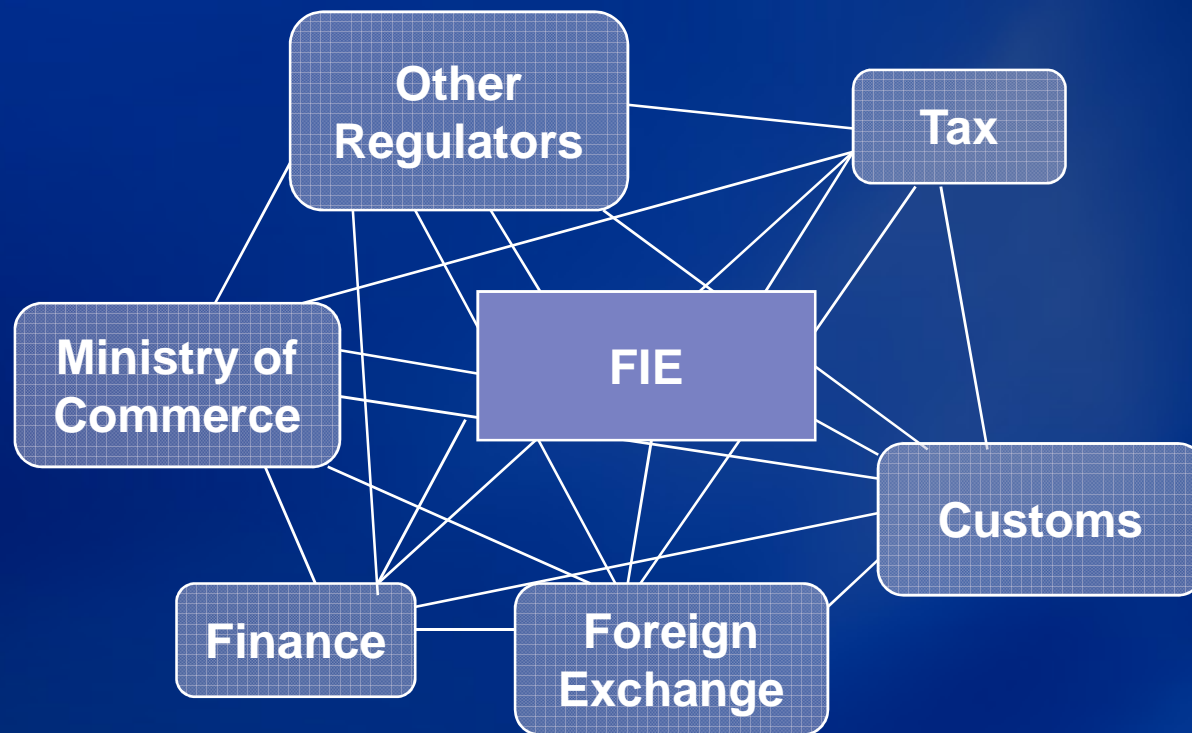 Other
Regulators
Tax
Ministry of
Commerce
FIE
Customs
Finance
Foreign
Exchange